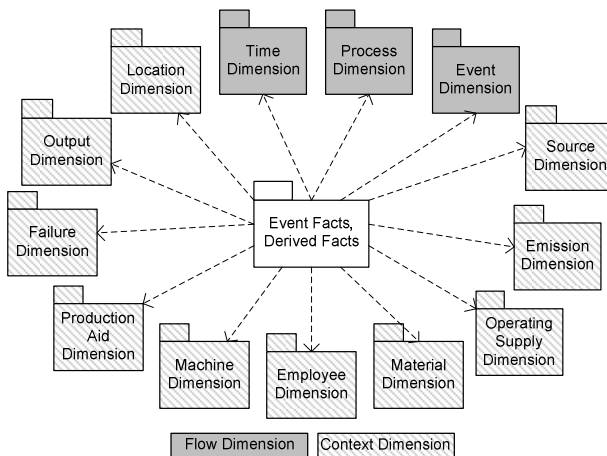 Time
Dimension
Process
Dimension
Location
Dimension
Event
Dimension
Output
Dimension
Source
Dimension
Event Facts,
Derived Facts
Failure
Dimension
Emission
Dimension
Production
Aid
Dimension
Operating
Supply
Dimension
Machine
Dimension
Employee
Dimension
Material
Dimension
Flow Dimension
Context Dimension